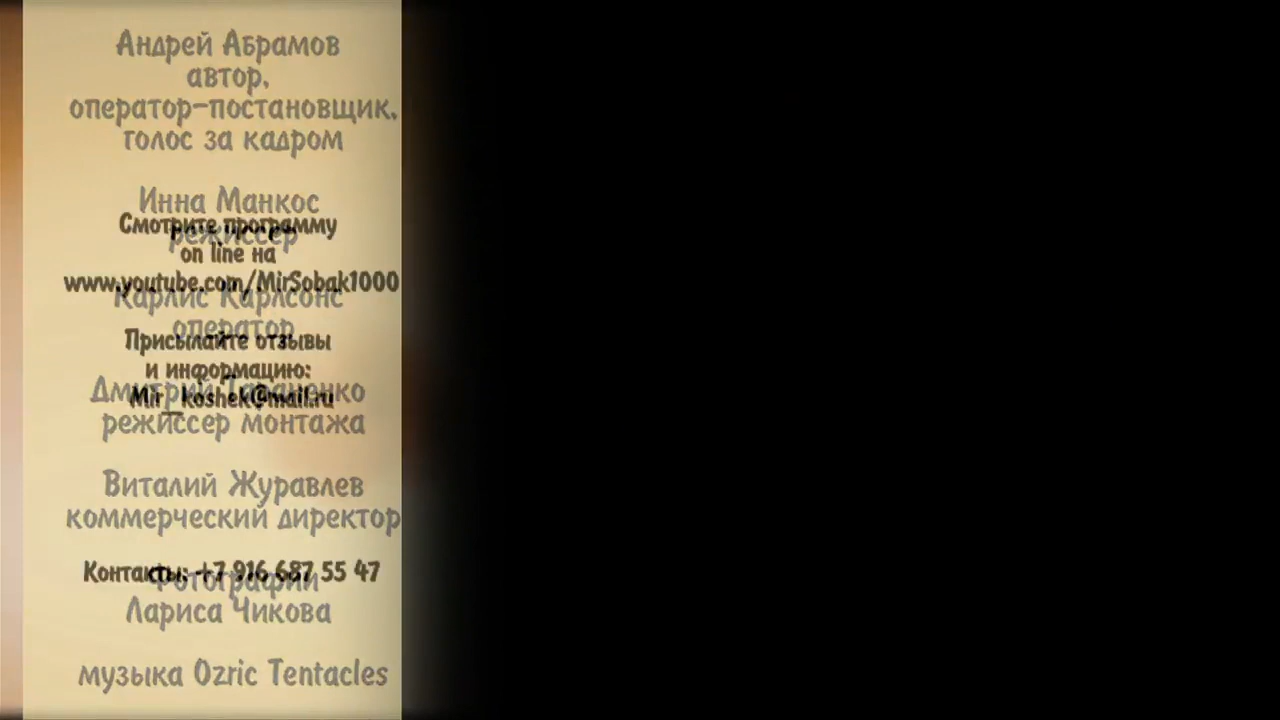 Андрей Абрамов
автор,
оператор-постановщик,
голос за кадром
Инна Манкос
режиссер
Смотрите программу
on line на
www.youtube.com/MirSobak1000
Карлис Карлсонс
оператор
Присылайте отзывы
и информацию:
Mir_koshek@mail.ru
Дмитрий Тараненко
режиссер монтажа
Виталий Журавлев
коммерческий директор
Контакты: +7 916 687 55 47
Фотографии
Лариса Чикова
музыка Ozric Tentacles